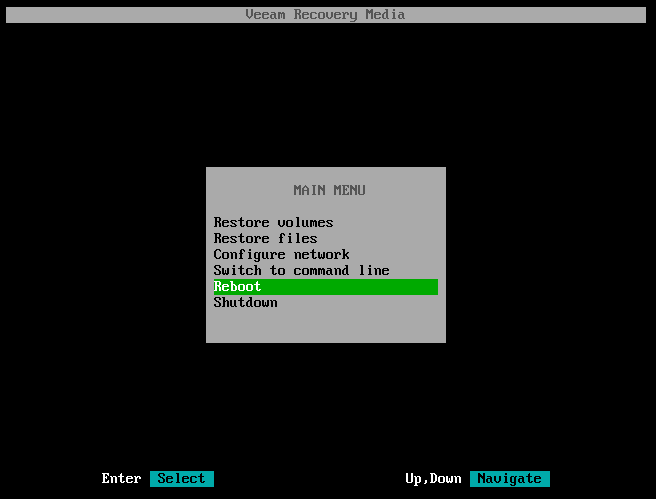 Veeam Recovery Media
MAIN MENU
Restore volumes
Restore files
Configure network
Switch to command line
Reboot
Shutdown
Enter Select Up,Down Navigate